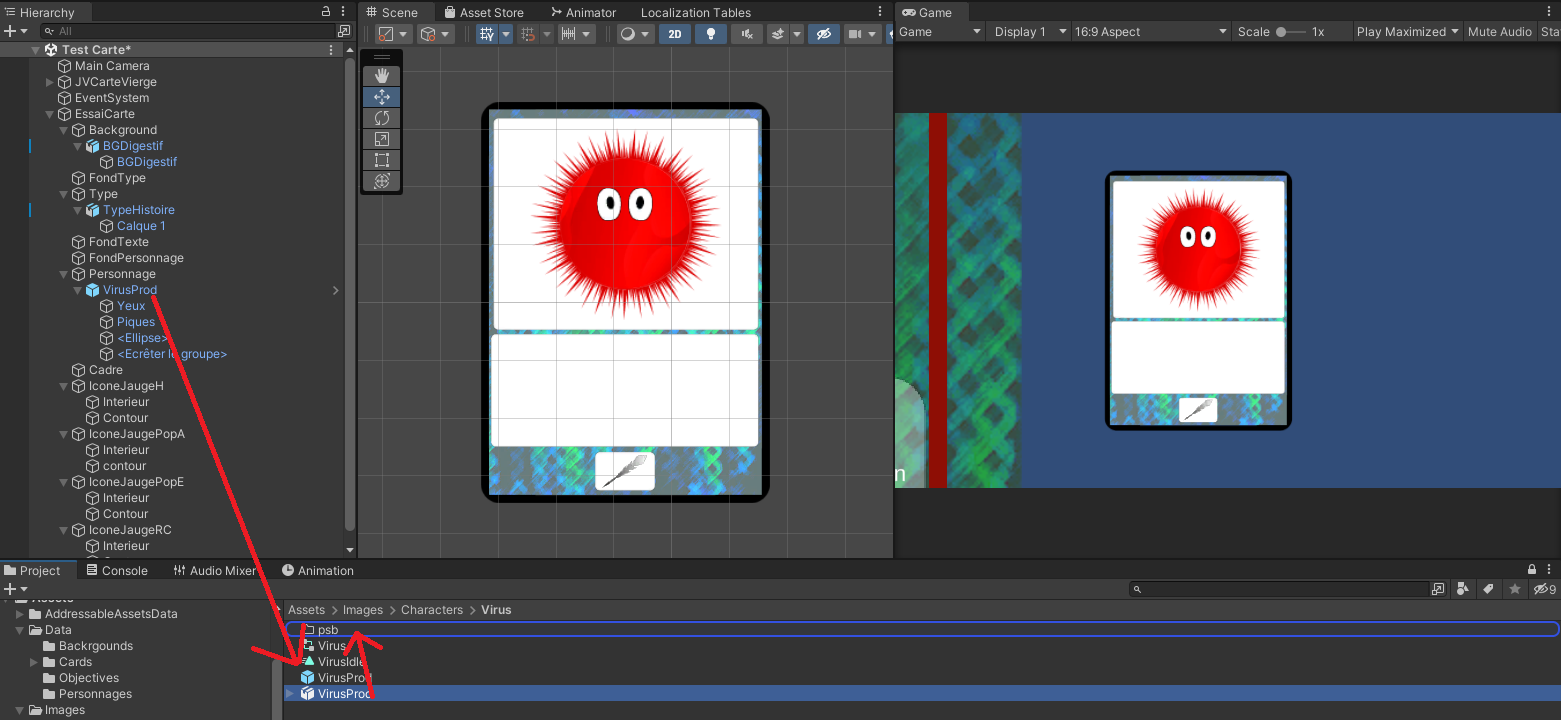 Hierarchy
All
Test Carte*
Main Camera
JVCarteVierge
EventSystem
EssaiCarte
Background
BGDigestif
BGDigestif
FondType
Type
TypeHistoire
Calque 1
FondTexte
FondPersonnage
Personnage
VirusProd
Yeux
Piques
<Ellipse>
<Ecrêter le groupe>
Cadre
IconeJaugeH
Interieur
Contour
IconeJaugePopA
Interieur
contour
IconeJaugePopE
Interieur
Contour
IconeJaugeRC
Interieur
Scene Asset Store Animator Localization Tables
2D
Game
Game Display 1 16:9 Aspect Scale 1x Play Maximized Mute Audio Sta
n
Project Console Audio Mixer Animation
9
Assets
AddressableAssetsData
Data
Backrgounds
Cards
Objectives
Personnages
Images
Assets > Images > Characters > Virus
psb
Virus
VirusIdle
VirusProd
VirusProd